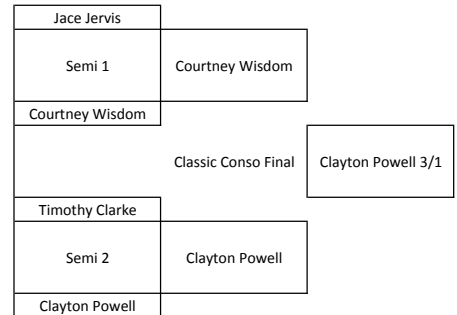 Jace Jervis
Semi 1 Courtney Wisdom
Courtney Wisdom
Classic Conso Final Clayton Powell 3/1
Timothy Clarke
Semi 2 Clayton Powell
Clayton Powell